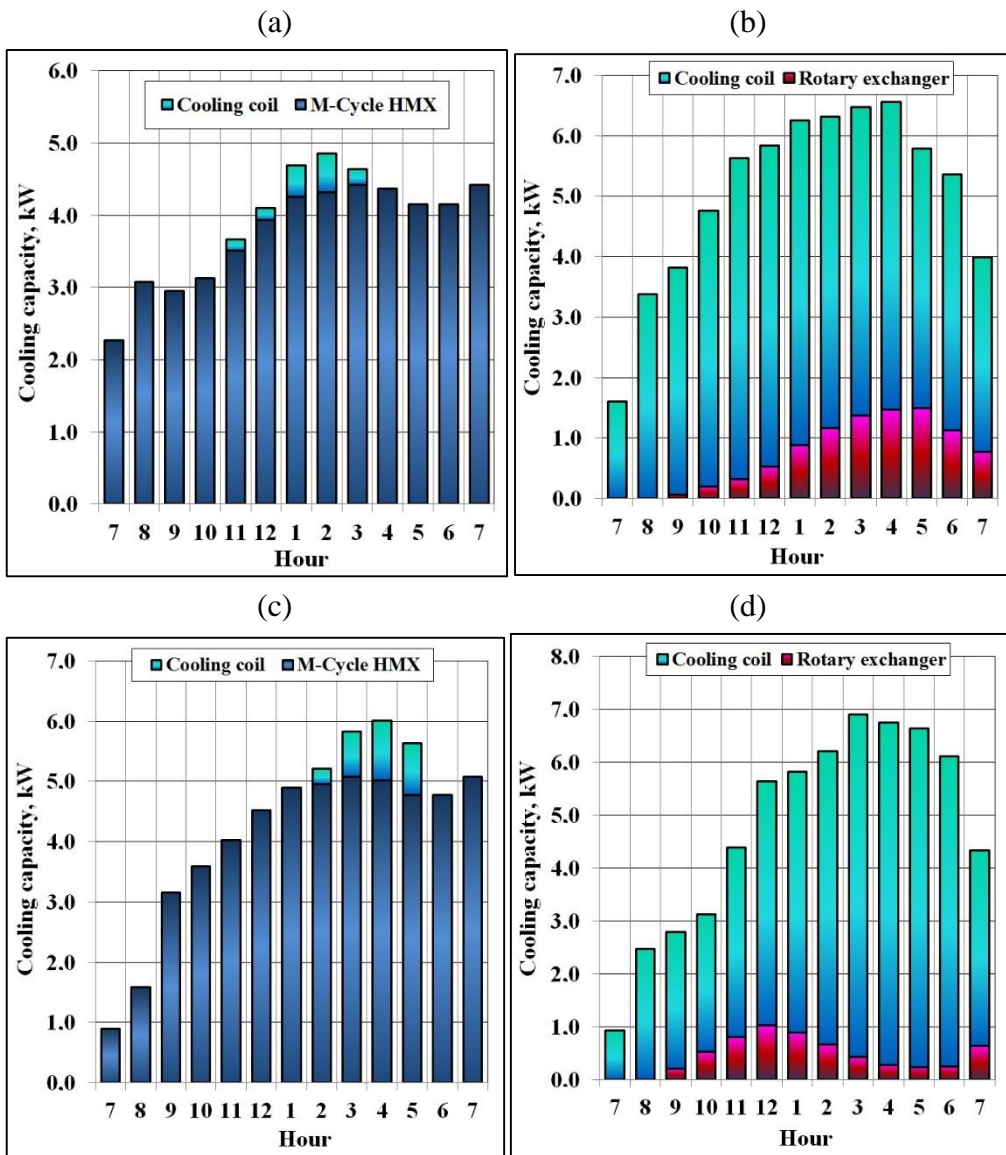 (a)
Cooling coil M-Cycle HMX
Cooling capacity, kW
6.0
5.0
4.0
3.0
2.0
1.0
0.0
7 8 9 10 11 12 1 2 3 4 5 6 7
Hour
(b)
Cooling coil Rotary exchanger
Cooling capacity, kW
7.0
6.0
5.0
4.0
3.0
2.0
1.0
0.0
7 8 9 10 11 12 1 2 3 4 5 6 7
Hour
(c)
Cooling coil M-Cycle HMX
Cooling capacity, kW
7.0
6.0
5.0
4.0
3.0
2.0
1.0
0.0
7 8 9 10 11 12 1 2 3 4 5 6 7
Hour
(d)
Cooling coil Rotary exchanger
Cooling capacity, kW
8.0
7.0
6.0
5.0
4.0
3.0
2.0
1.0
0.0
7 8 9 10 11 12 1 2 3 4 5 6 7
Hour